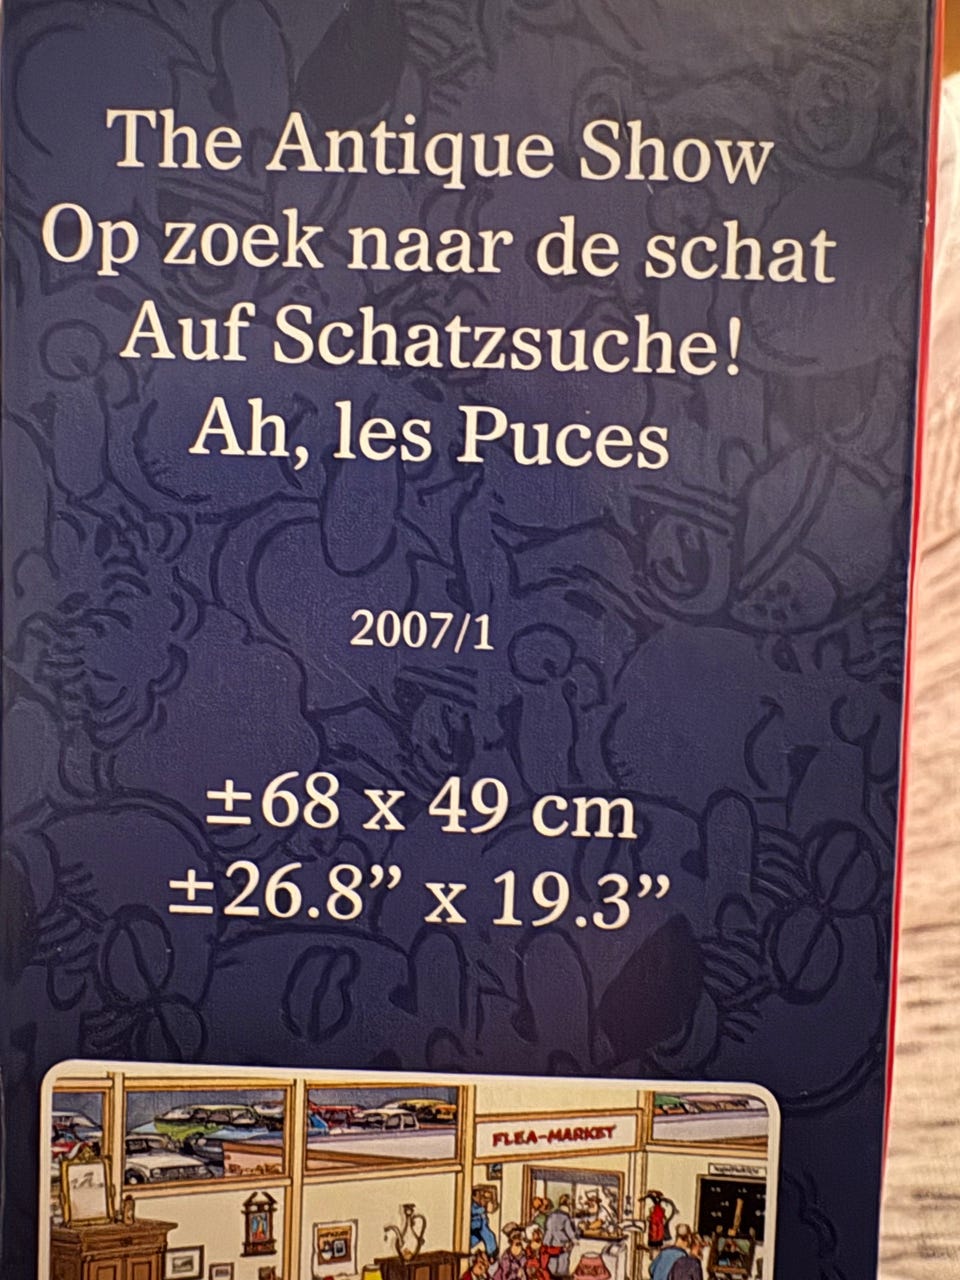 The Antique Show
Op zoek naar de schat
Auf Schatzsuche!
Ah, les Puces
2007/1
±68 x 49 cm
±26.8” x 19.3”
FLEA-MARKET